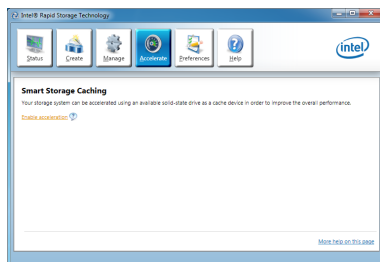 Intel® Rapid Storage Technology
Status
Create
Manage
Accelerate
Preferences
Help
intel
Smart Storage Caching
Your storage system can be accelerated using an available solid-state drive as a cache device in order to improve the overall performance.
Enable acceleration
More help on this page